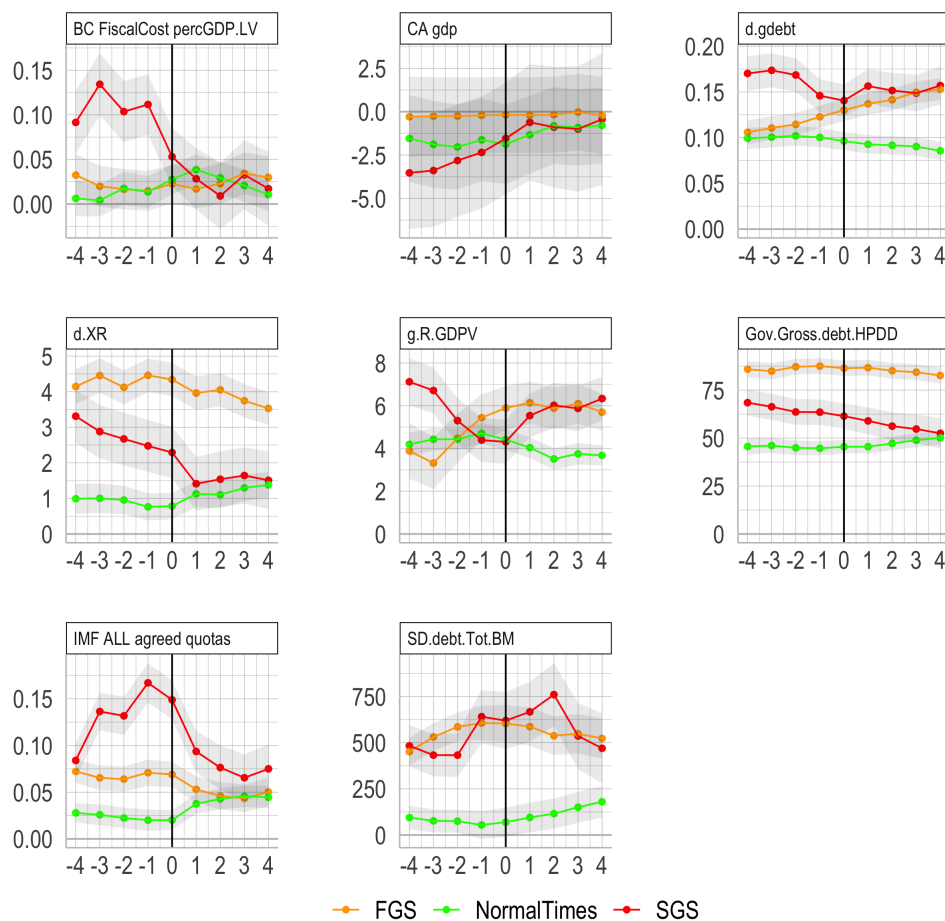 BC FiscalCost percGDP.LV
CA gdp
d.gdebt
0.15
0.10
0.05
0.00
-4 -3 -2 -1 0 1 2 3 4
2.5
0.0
-2.5
-5.0
-4 -3 -2 -1 0 1 2 3 4
0.20
0.15
0.10
0.05
0.00
-4 -3 -2 -1 0 1 2 3 4
d.XR
g.R.GDPV
Gov.Gross.debt.HPDD
5
4
3
2
1
0
-4 -3 -2 -1 0 1 2 3 4
8
6
4
2
0
-4 -3 -2 -1 0 1 2 3 4
75
50
25
0
-4 -3 -2 -1 0 1 2 3 4
IMF ALL agreed quotas
SD.debt.Tot.BM
0.15
0.10
0.05
0.00
-4 -3 -2 -1 0 1 2 3 4
750
500
250
0
-4 -3 -2 -1 0 1 2 3 4
FGS NormalTimes SGS